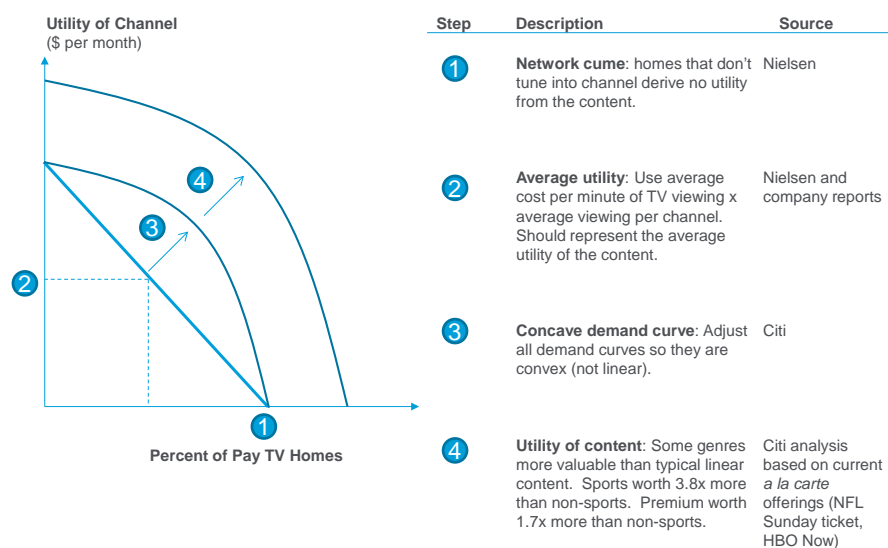 Utility of Channel
($ per month)
4
3
2
1
Percent of Pay TV Homes
Step Description Source
1 Network cume: homes that don't Nielsen
tune into channel derive no utility
from the content.
2 Average utility: Use average Nielsen and
cost per minute of TV viewing x company reports
average viewing per channel.
Should represent the average
utility of the content.
3 Concave demand curve: Adjust Citi
all demand curves so they are
convex (not linear).
4 Utility of content: Some genres Citi analysis
more valuable than typical linear based on current
content. Sports worth 3.8x more a la carte
than non-sports. Premium worth offerings (NFL
1.7x more than non-sports. Sunday ticket,
HBO Now)